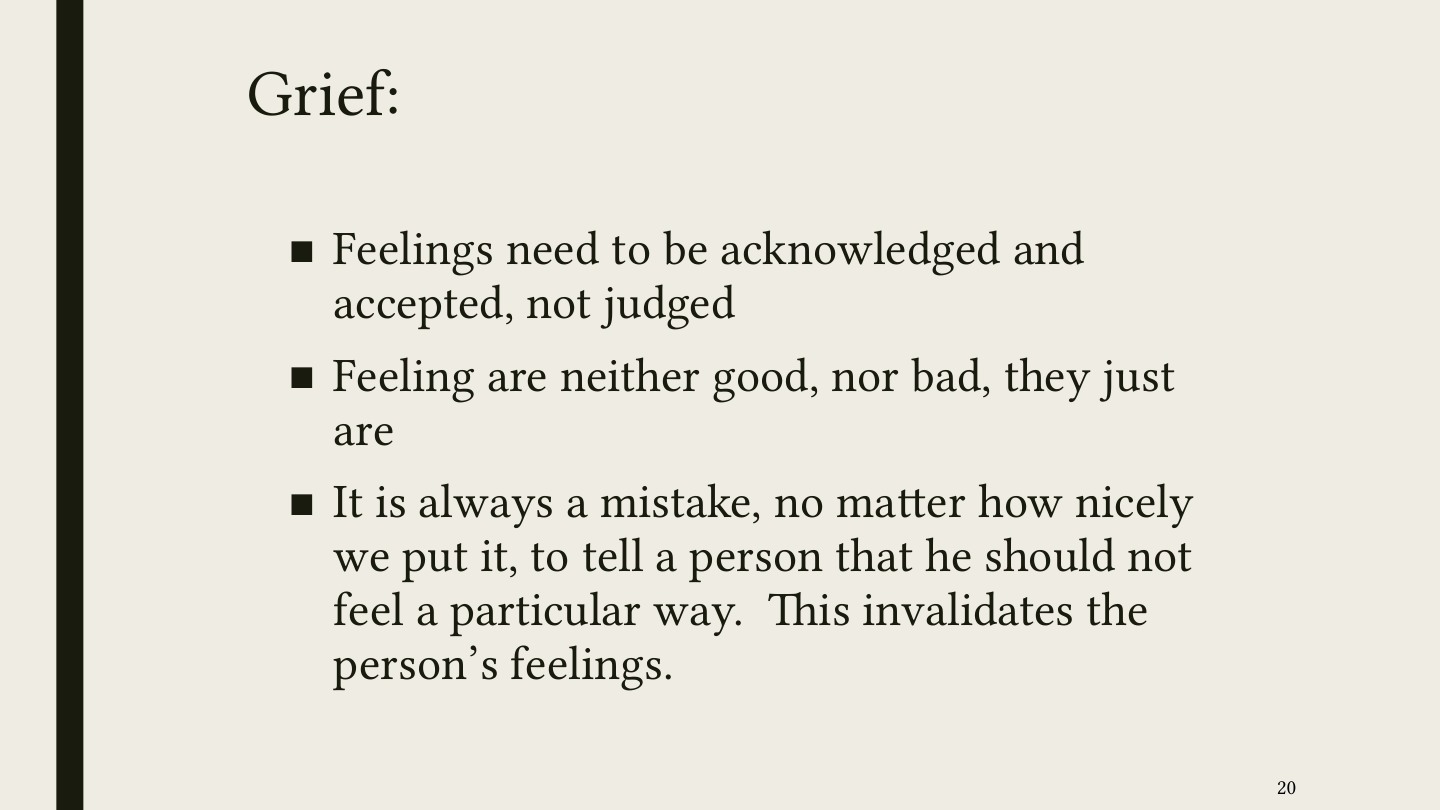 Grief:
■ Feelings need to be acknowledged and
accepted, not judged
■ Feeling are neither good, nor bad, they just
are
■ It is always a mistake, no matter how nicely
we put it, to tell a person that he should not
feel a particular way.  This invalidates the
person’s feelings.
20